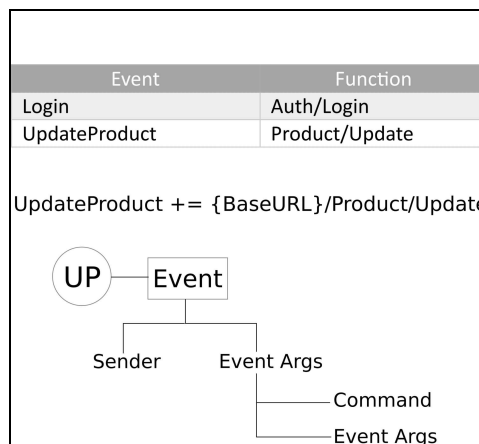 Event Function
Login Auth/Login
UpdateProduct Product/Update
UpdateProduct += {BaseURL}/Product/Update
UP Event
Sender Event Args
Command
Event Args